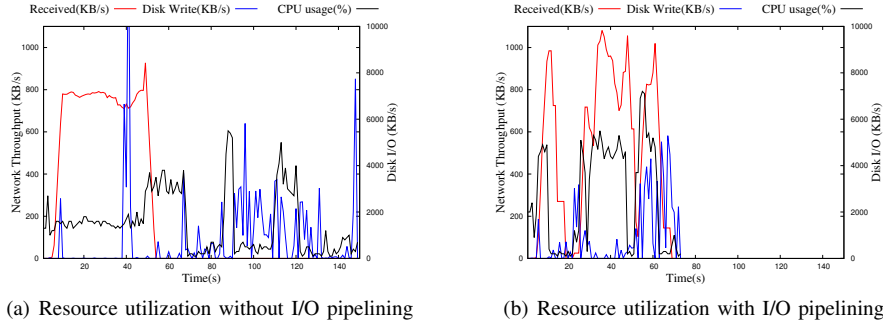 Received(KB/s) Disk Write(KB/s) CPU usage(%)
Network Throughput (KB/s)
1000
800
600
400
200
0
10000
8000
6000
4000
2000
0
Disk I/O (KB/s)
20 40 60 80 100 120 140
Time(s)
(a) Resource utilization without I/O pipelining
Received(KB/s) Disk Write(KB/s) CPU usage(%)
Network Throughput (KB/s)
1000
800
600
400
200
0
10000
8000
6000
4000
2000
0
Disk I/O (KB/s)
20 40 60 80 100 120 140
Time(s)
(b) Resource utilization with I/O pipelining